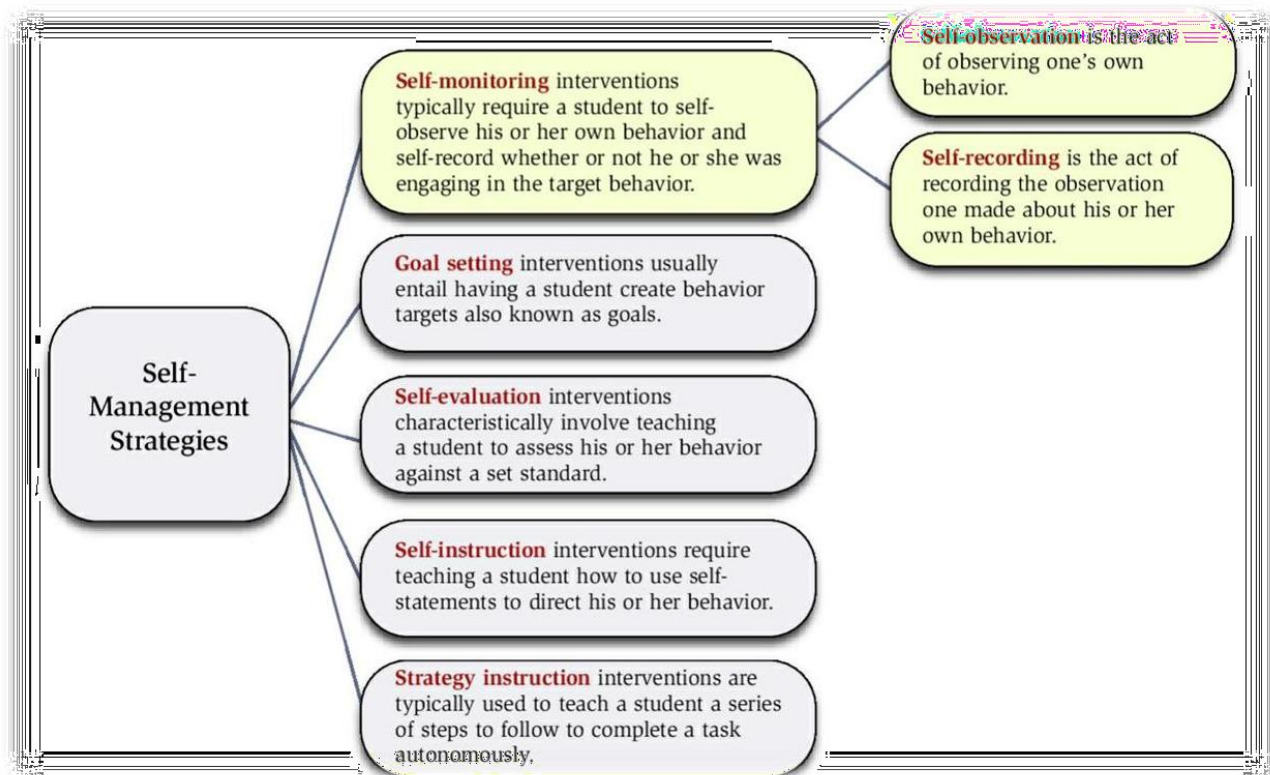 Self-
Management
Strategies
Self-monitoring interventions
typically require a student to self-
observe his or her own behavior and
self-record whether or not he or she was
engaging in the target behavior.
Self-observation is the act
of observing one's own
behavior.
Self-recording is the act of
recording the observation
one made about his or her
own behavior.
Goal setting interventions usually
entail having a student create behavior
targets also known as goals.
Self-evaluation interventions
characteristically involve teaching
a student to assess his or her behavior
against a set standard.
Self-instruction interventions require
teaching a student how to use self-
statements to direct his or her behavior.
Strategy instruction interventions are
typically used to teach a student a series
of steps to follow to complete a task
autonomously.